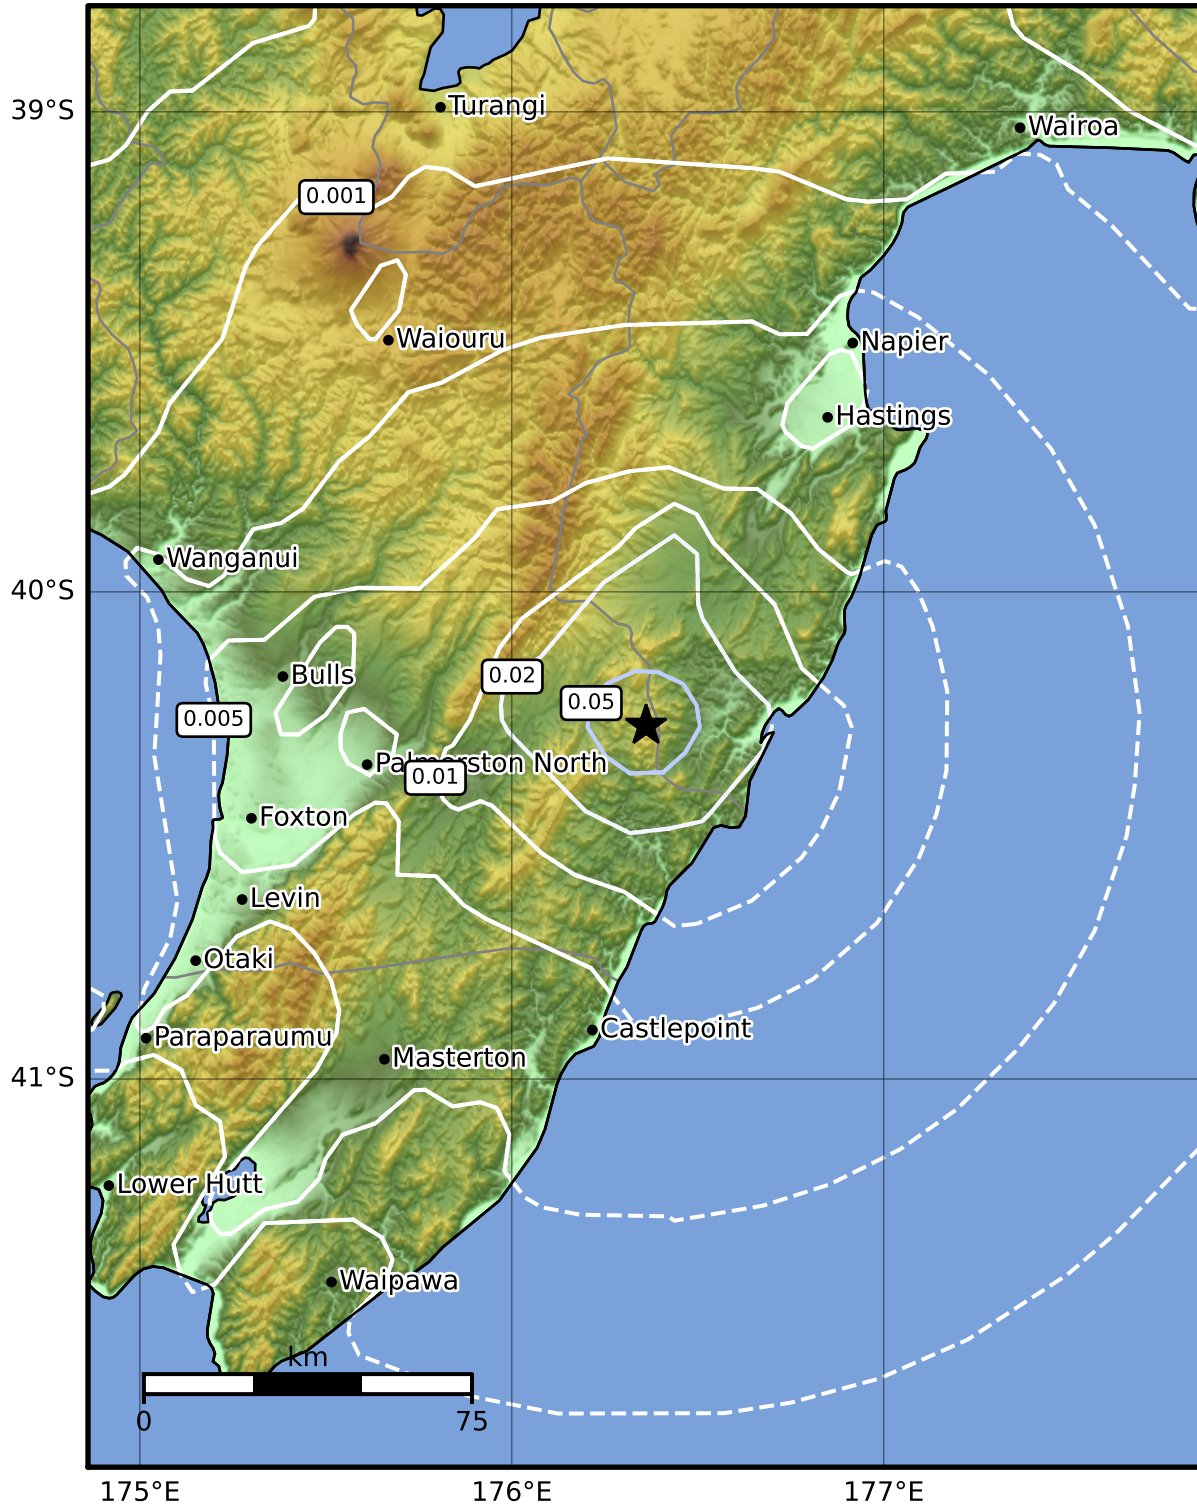 Turangi
39°S
Wairoa
0.001
Waiouru
Napier
Hastings
Wanganui
40°S
Bulls
0.02
0.05
0.005
Palmerston North
0.01
Foxton
Levin
Otaki
Castlepoint
Paraparaumu
Masterton
41°S
Lower Hutt
Waipawa
km
0
75
175°E
176°E
177°E